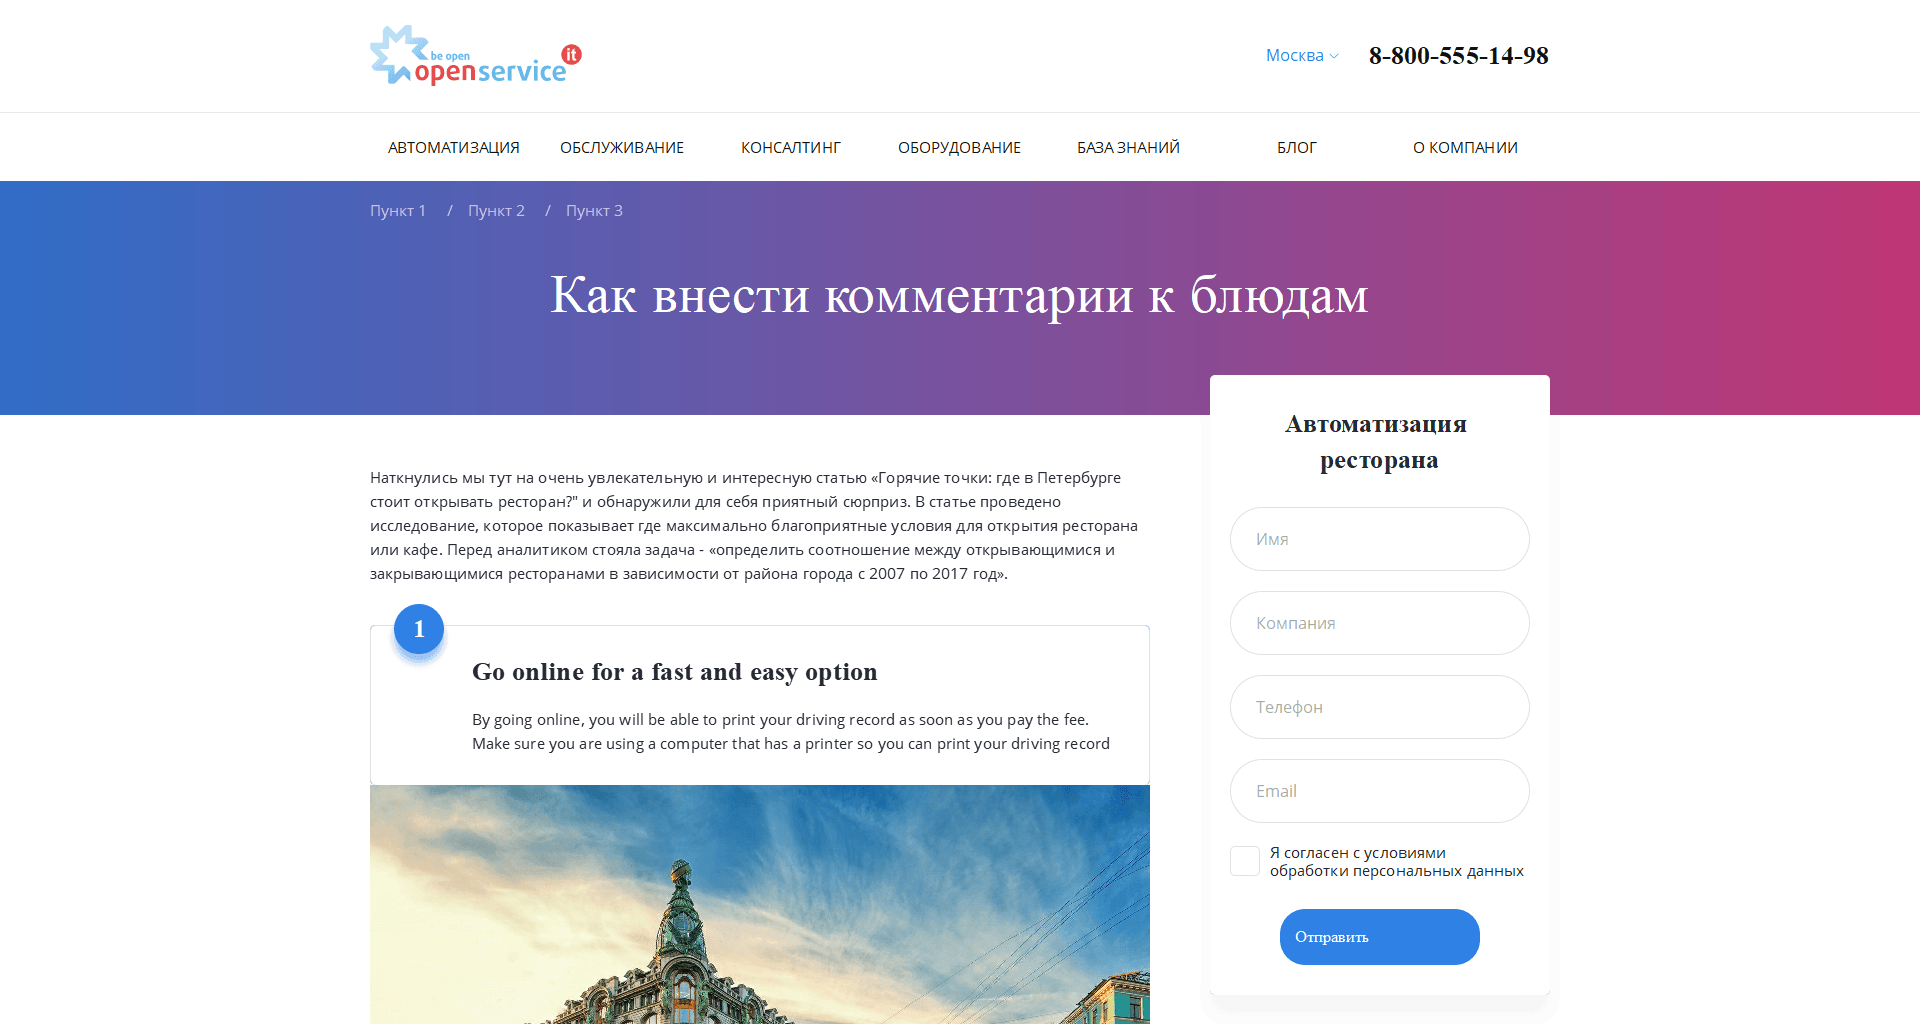 be open
openservice it
Москва
8-800-555-14-98
АВТОМАТИЗАЦИЯ
ОБСЛУЖИВАНИЕ
КОНСАЛТИНГ
ОБОРУДОВАНИЕ
БАЗА ЗНАНИЙ
БЛОГ
О КОМПАНИИ
Пункт 1 / Пункт 2 / Пункт 3
Как внести комментарии к блюдам
Наткнулись мы тут на очень увлекательную и интересную статью «Горячие точки: где в Петербурге
стоит открывать ресторан?" и обнаружили для себя приятный сюрприз. В статье проведено
исследование, которое показывает где максимально благоприятные условия для открытия ресторана
или кафе. Перед аналитиком стояла задача - «определить соотношение между открывающимися и
закрывающимися ресторанами в зависимости от района города с 2007 по 2017 год».
1
Go online for a fast and easy option
By going online, you will be able to print your driving record as soon as you pay the fee.
Make sure you are using a computer that has a printer so you can print your driving record
Автоматизация
ресторана
Имя
Компания
Телефон
Email
Я согласен с условиями
обработки персональных данных
Отправить